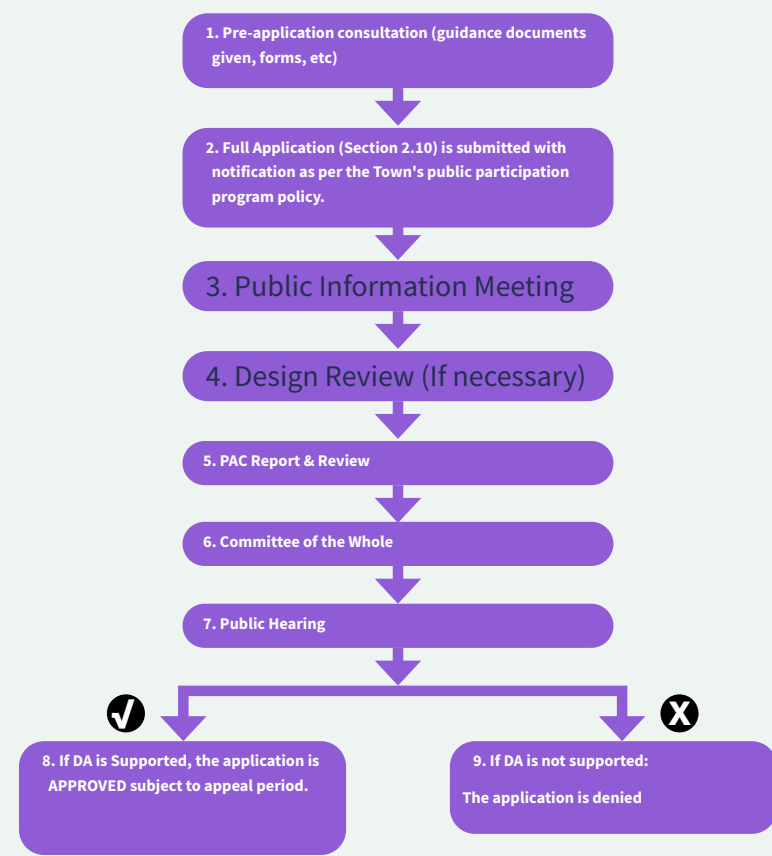 1. Pre-application consultation (guidance documents
given, forms, etc)
2. Full Application (Section 2.10) is submitted with
notification as per the Town's public participation
program policy.
3. Public Information Meeting
4. Design Review (If necessary)
5. PAC Report & Review
6. Committee of the Whole
7. Public Hearing
√
X
8. If DA is Supported, the application is
APPROVED subject to appeal period.
9. If DA is not supported:
The application is denied